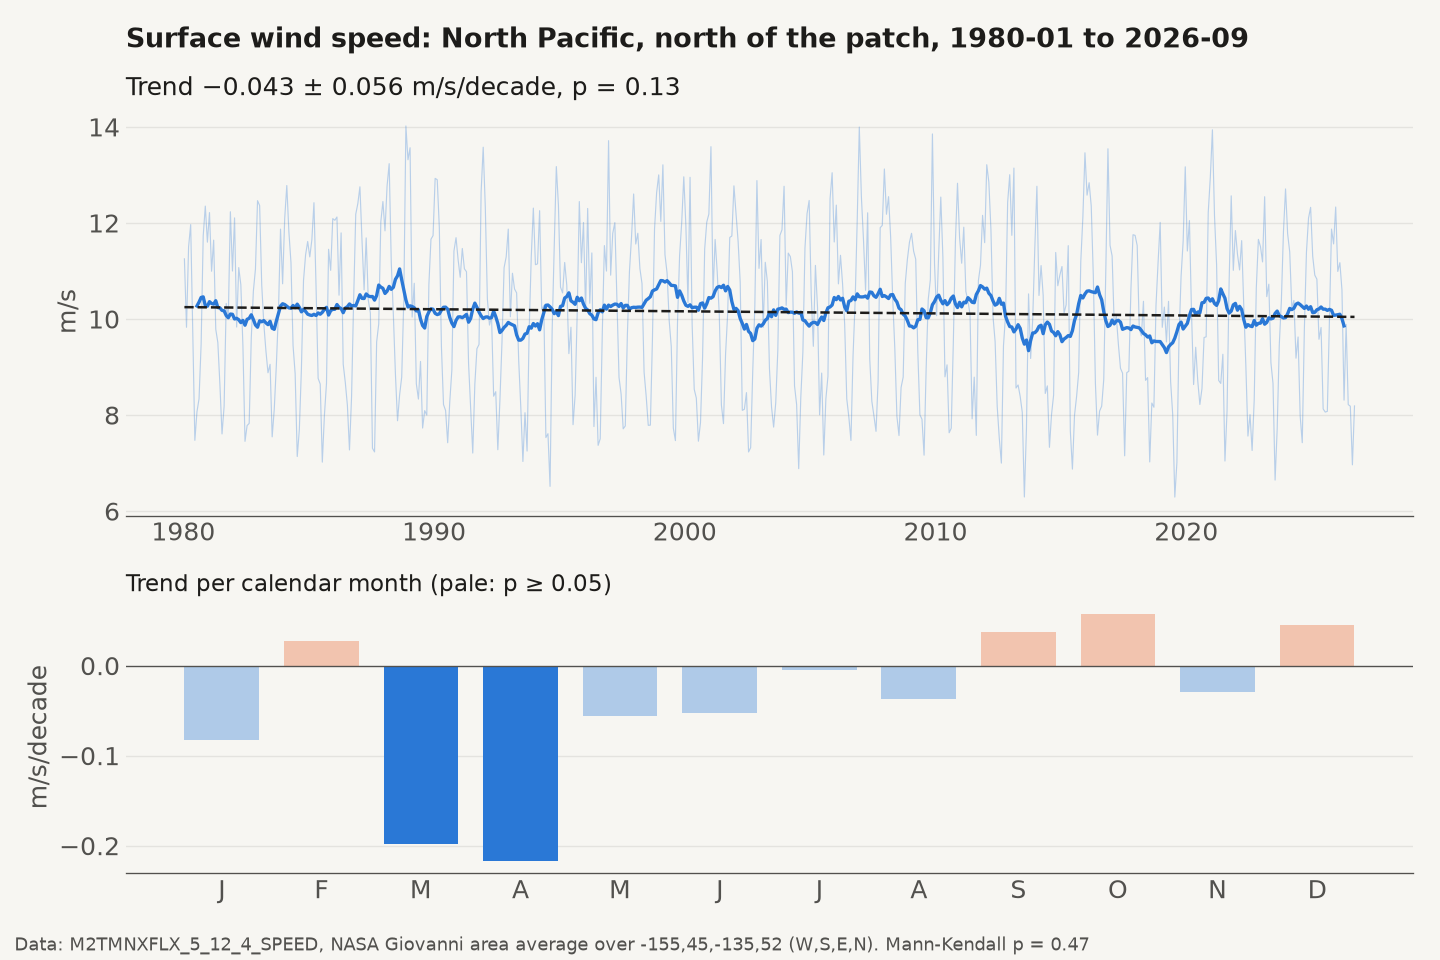 Surface wind speed: North Pacific, north of the patch, 1980-01 to 2026-09
Trend −0.043 ± 0.056 m/s/decade, p = 0.13
14
12
10
8
6
m/s
1980 1990 2000 2010 2020
Trend per calendar month (pale: p ≥ 0.05)
0.0
−0.1
−0.2
m/s/decade
J F M A M J J A S O N D
Data: M2TMNXFLX_5_12_4_SPEED, NASA Giovanni area average over -155,45,-135,52 (W,S,E,N). Mann-Kendall p = 0.47